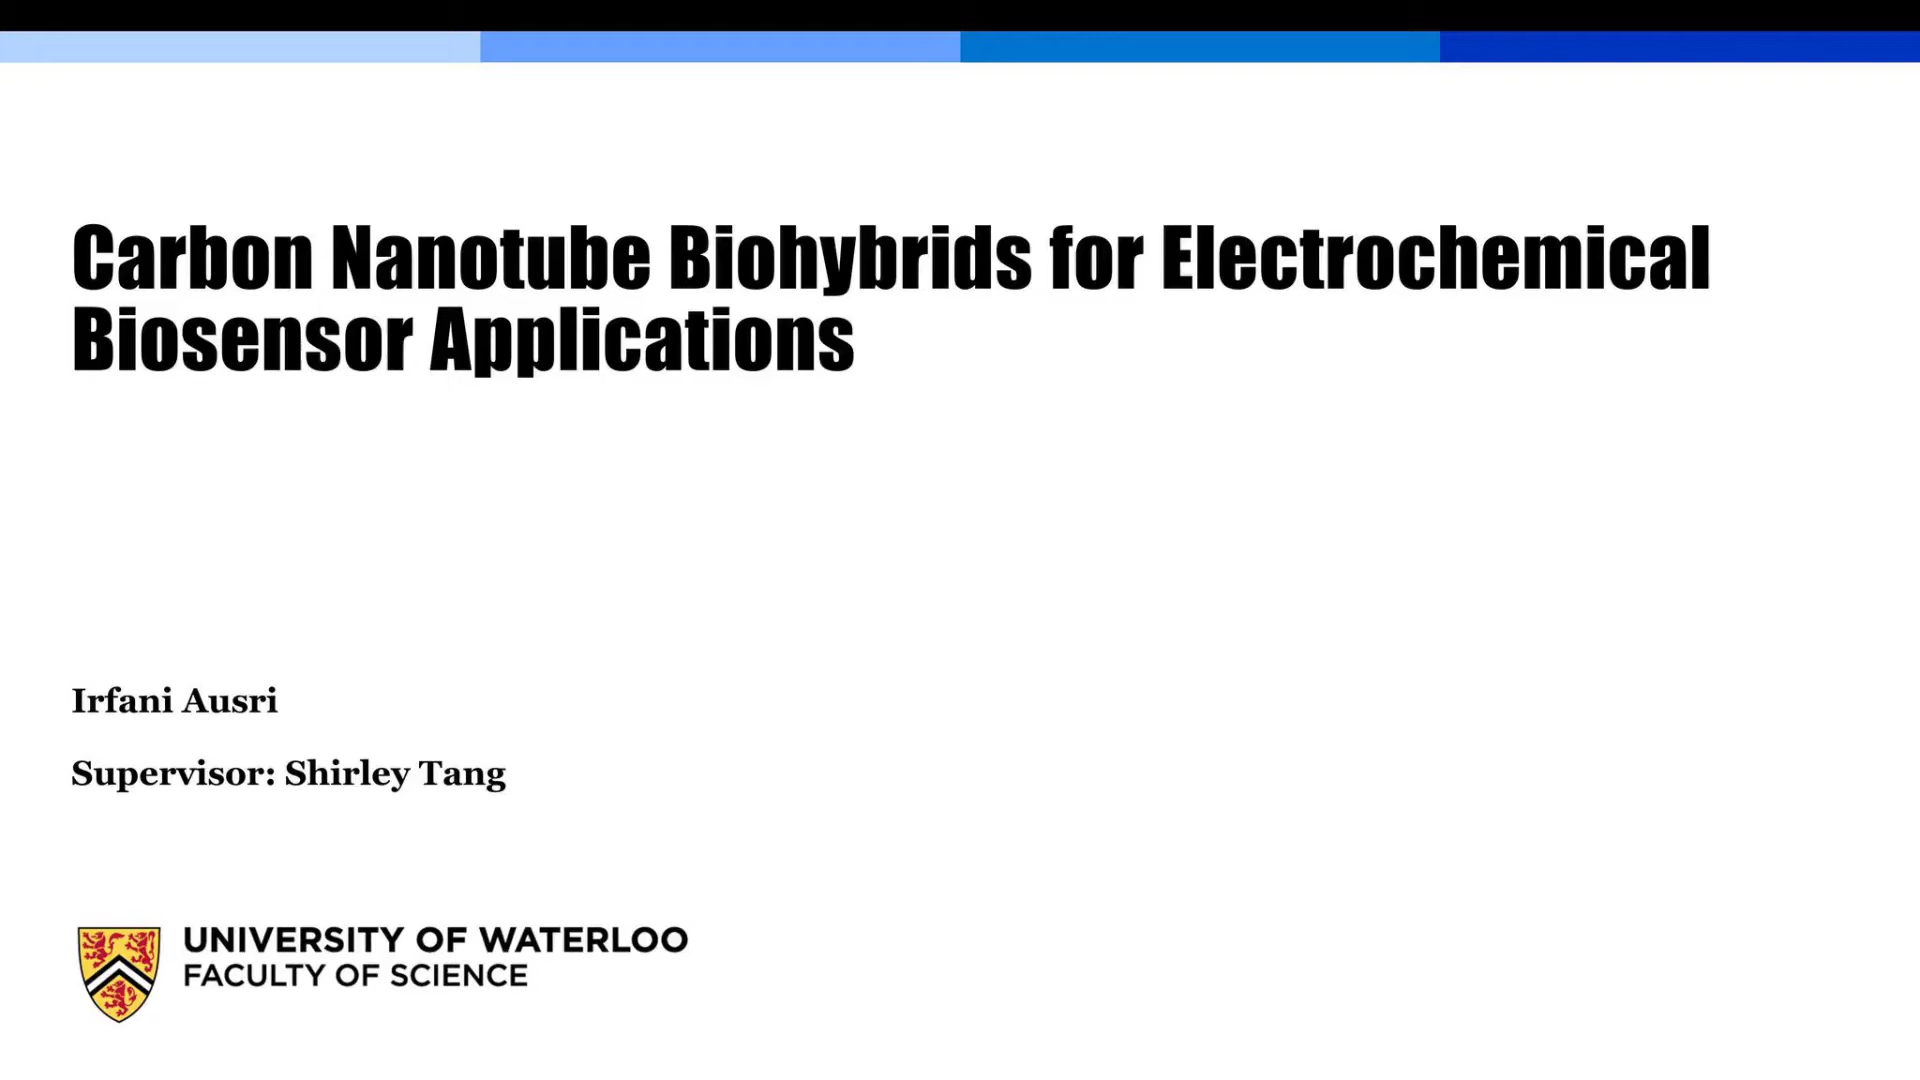 Carbon Nanotube Biohybrids for Electrochemical
Biosensor Applications
Irfani Ausri
Supervisor: Shirley Tang
UNIVERSITY OF WATERLOO
FACULTY OF SCIENCE